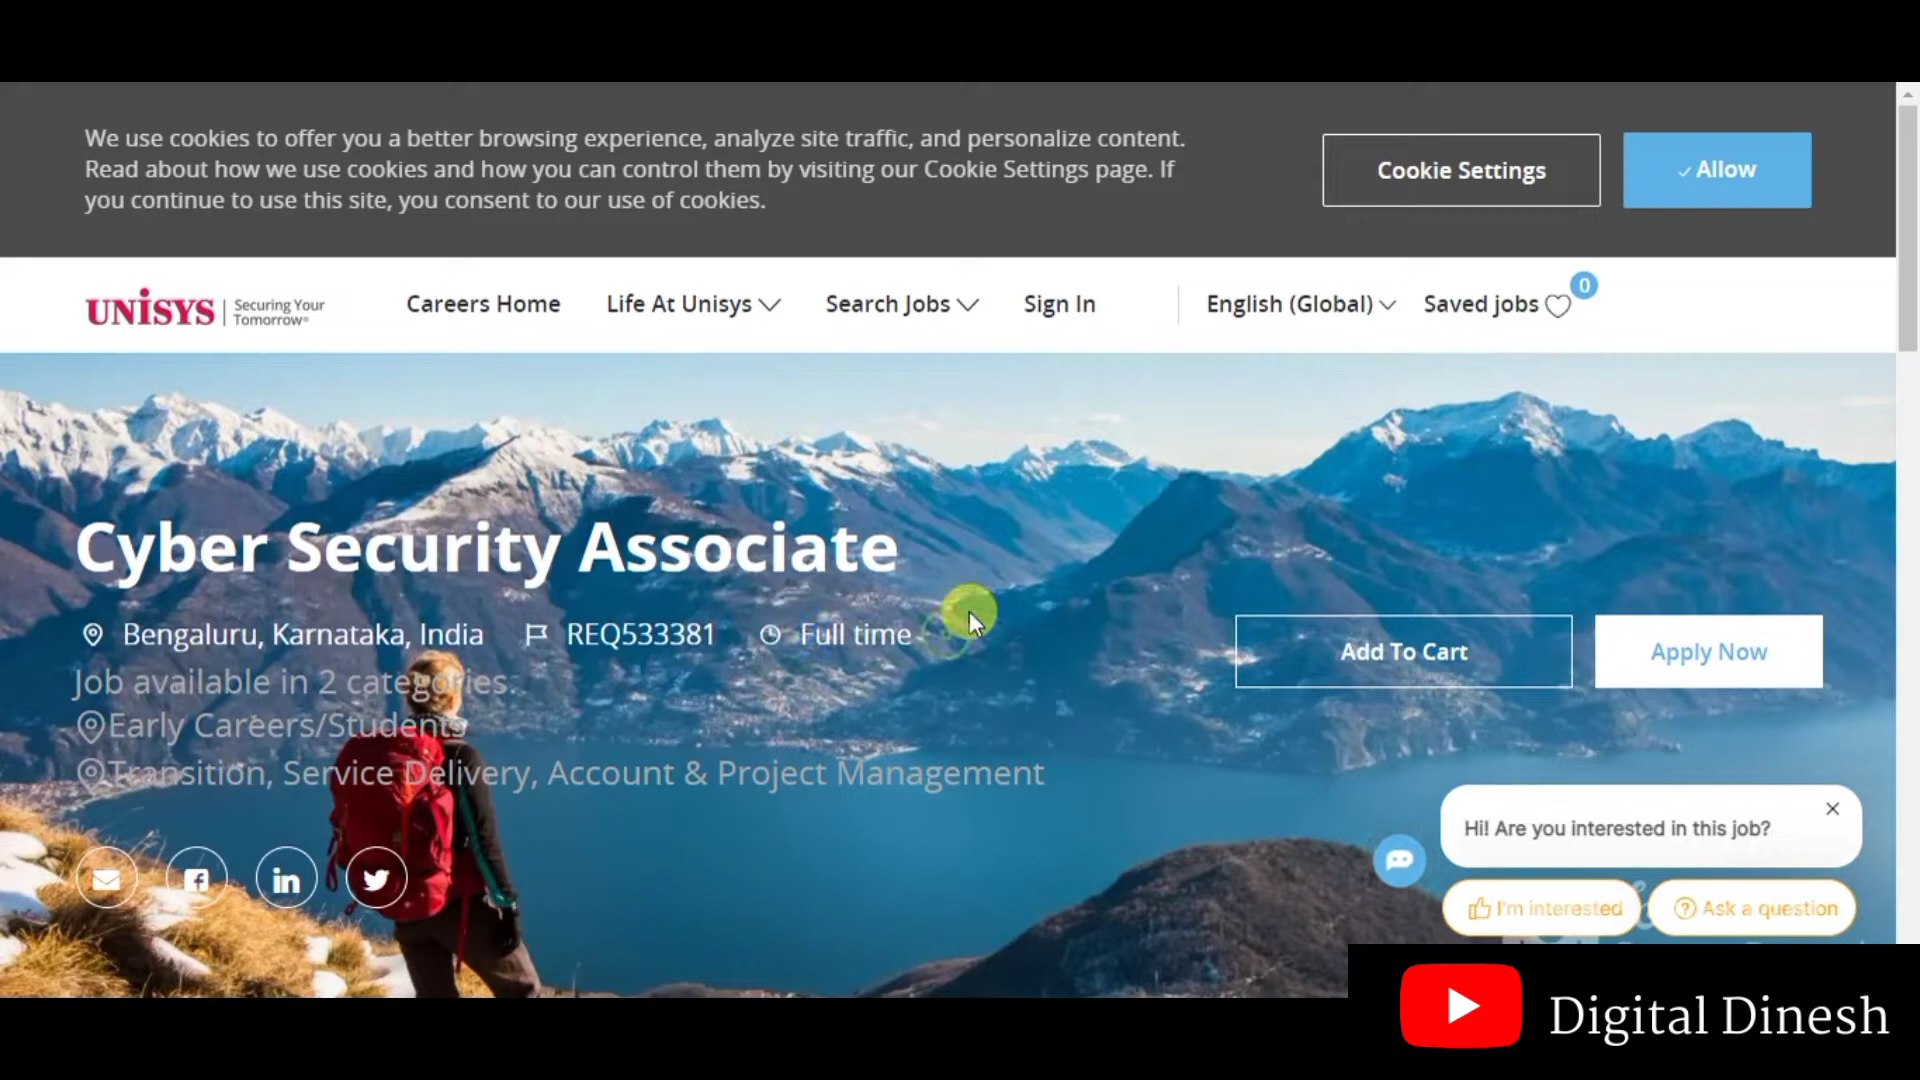 We use cookies to offer you a better browsing experience, analyze site traffic, and personalize content.
Read about how we use cookies and how you can control them by visiting our Cookie Settings page. If
you continue to use this site, you consent to our use of cookies.
Cookie Settings
Allow
UNiSYS | Securing Your Tomorrow®
Careers Home
Life At Unisys
Search Jobs
Sign In
English (Global)
Saved jobs
0
Cyber Security Associate
Bengaluru, Karnataka, India
REQ533381
Full time
Job available in 2 categories.
Early Careers/Students
Transition, Service Delivery, Account & Project Management
Add To Cart
Apply Now
Hi! Are you interested in this job?
I'm interested
Ask a question
Digital Dinesh